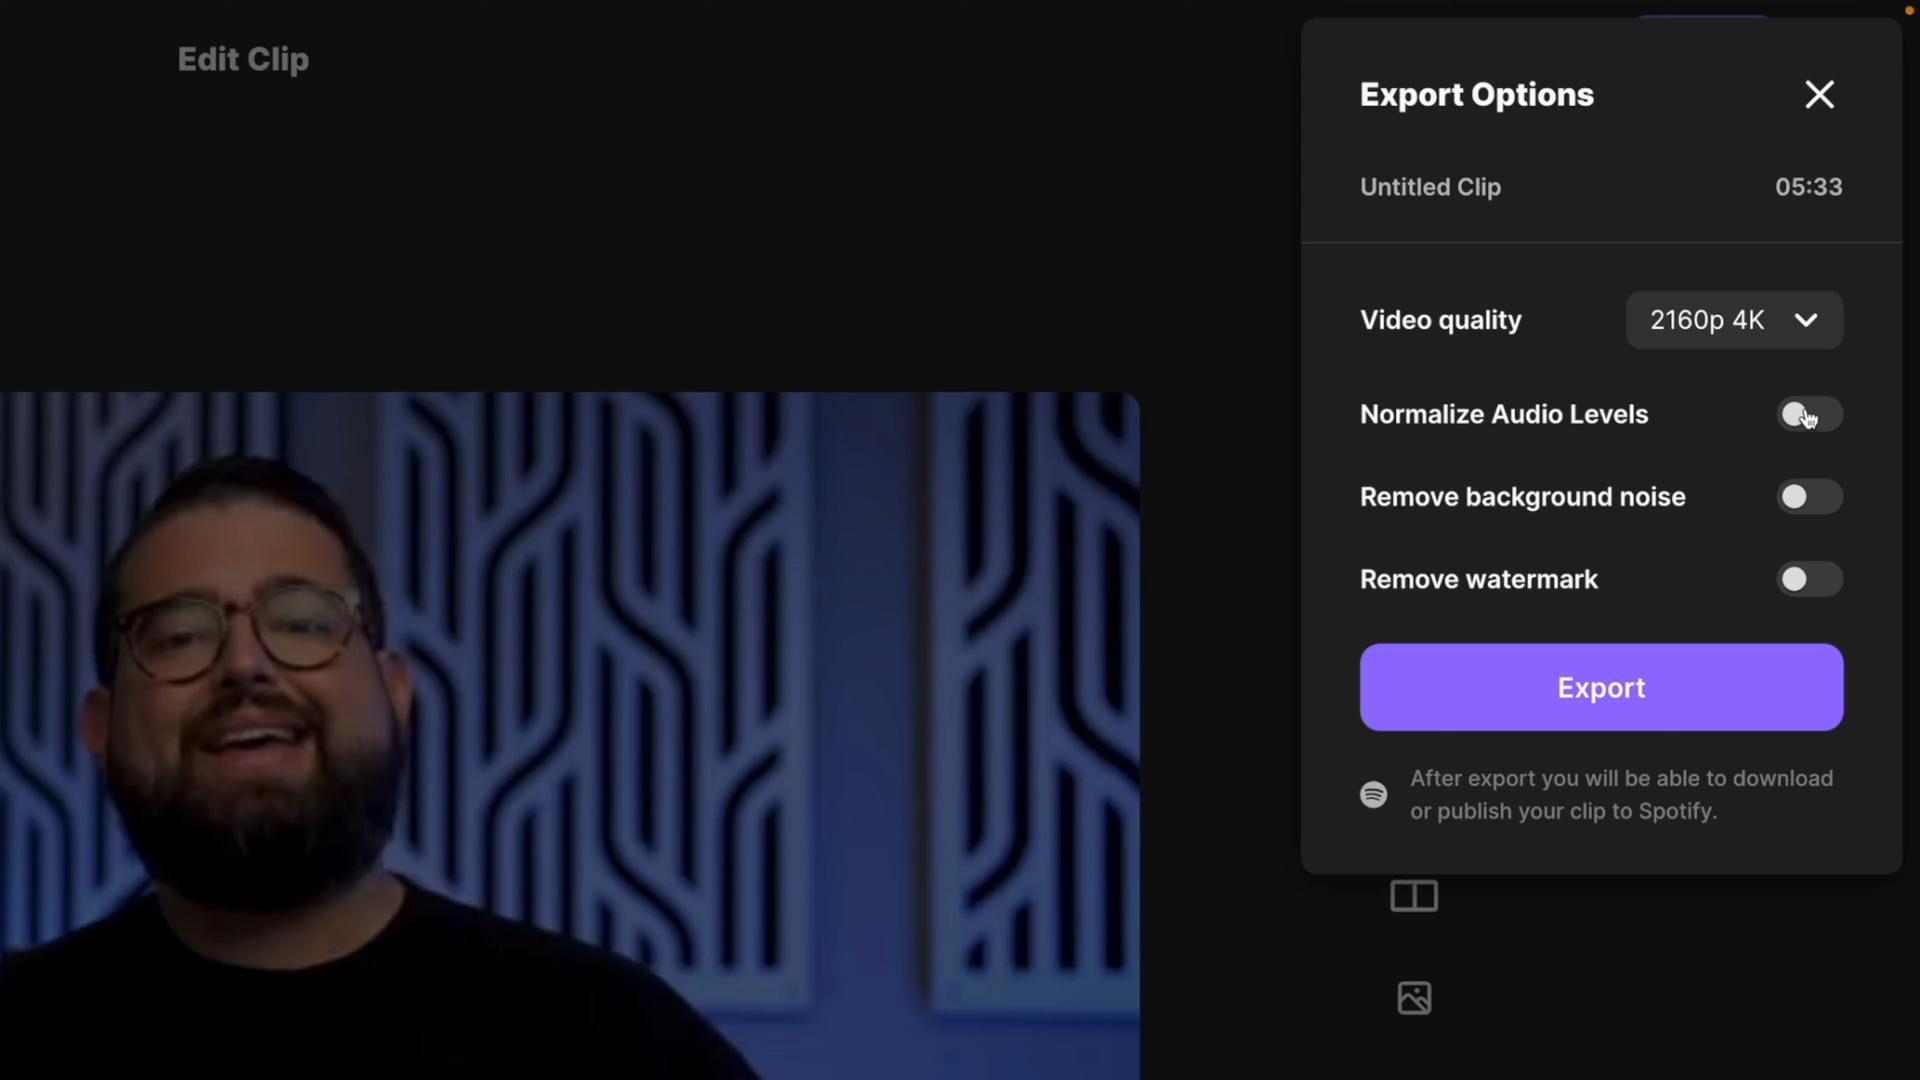 Edit Clip
Export Options
Untitled Clip 05:33
Video quality 2160p 4K
Normalize Audio Levels
Remove background noise
Remove watermark
Export
After export you will be able to download
or publish your clip to Spotify.